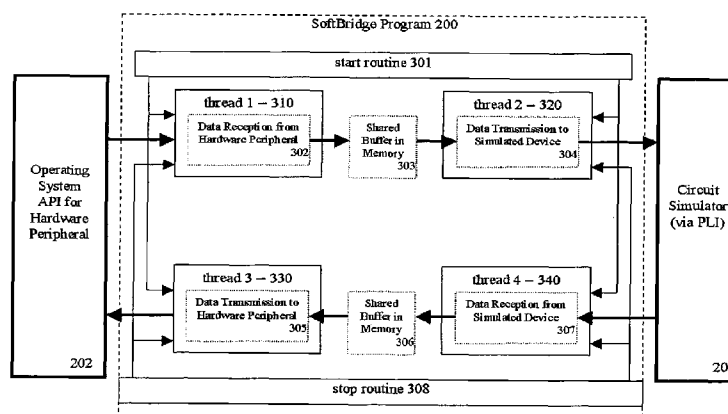 SoftBridge Program 200
start routine 301
thread 1 – 310
Data Reception from
Hardware Peripheral
302
Shared
Buffer in
Memory
303
thread 2 – 320
Data Transmission to
Simulated Device
304
Operating
System
API for
Hardware
Peripheral
202
Circuit
Simulator
(via PLI)
20
thread 3 – 330
Data Transmission to
Hardware Peripheral
305
Shared
Buffer in
Memory
306
thread 4 – 340
Data Reception from
Simulated Device
307
stop routine 308